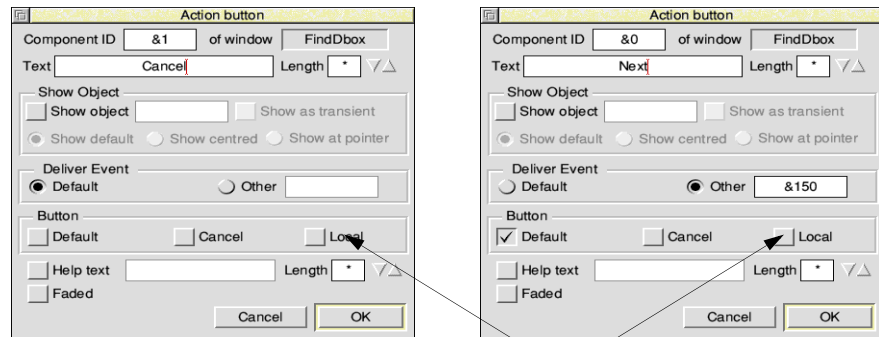 Action button
Component ID &1 of window FindDbox
Text Cancel Length *
Show Object
Show object Show as transient
Show default Show centred Show at pointer
Deliver Event
Default Other
Button
Default Cancel Local
Help text Length *
Faded
Cancel OK
Action button
Component ID &0 of window FindDbox
Text Next Length *
Show Object
Show object Show as transient
Show default Show centred Show at pointer
Deliver Event
Default Other &150
Button
Default Cancel Local
Help text Length *
Faded
Cancel OK